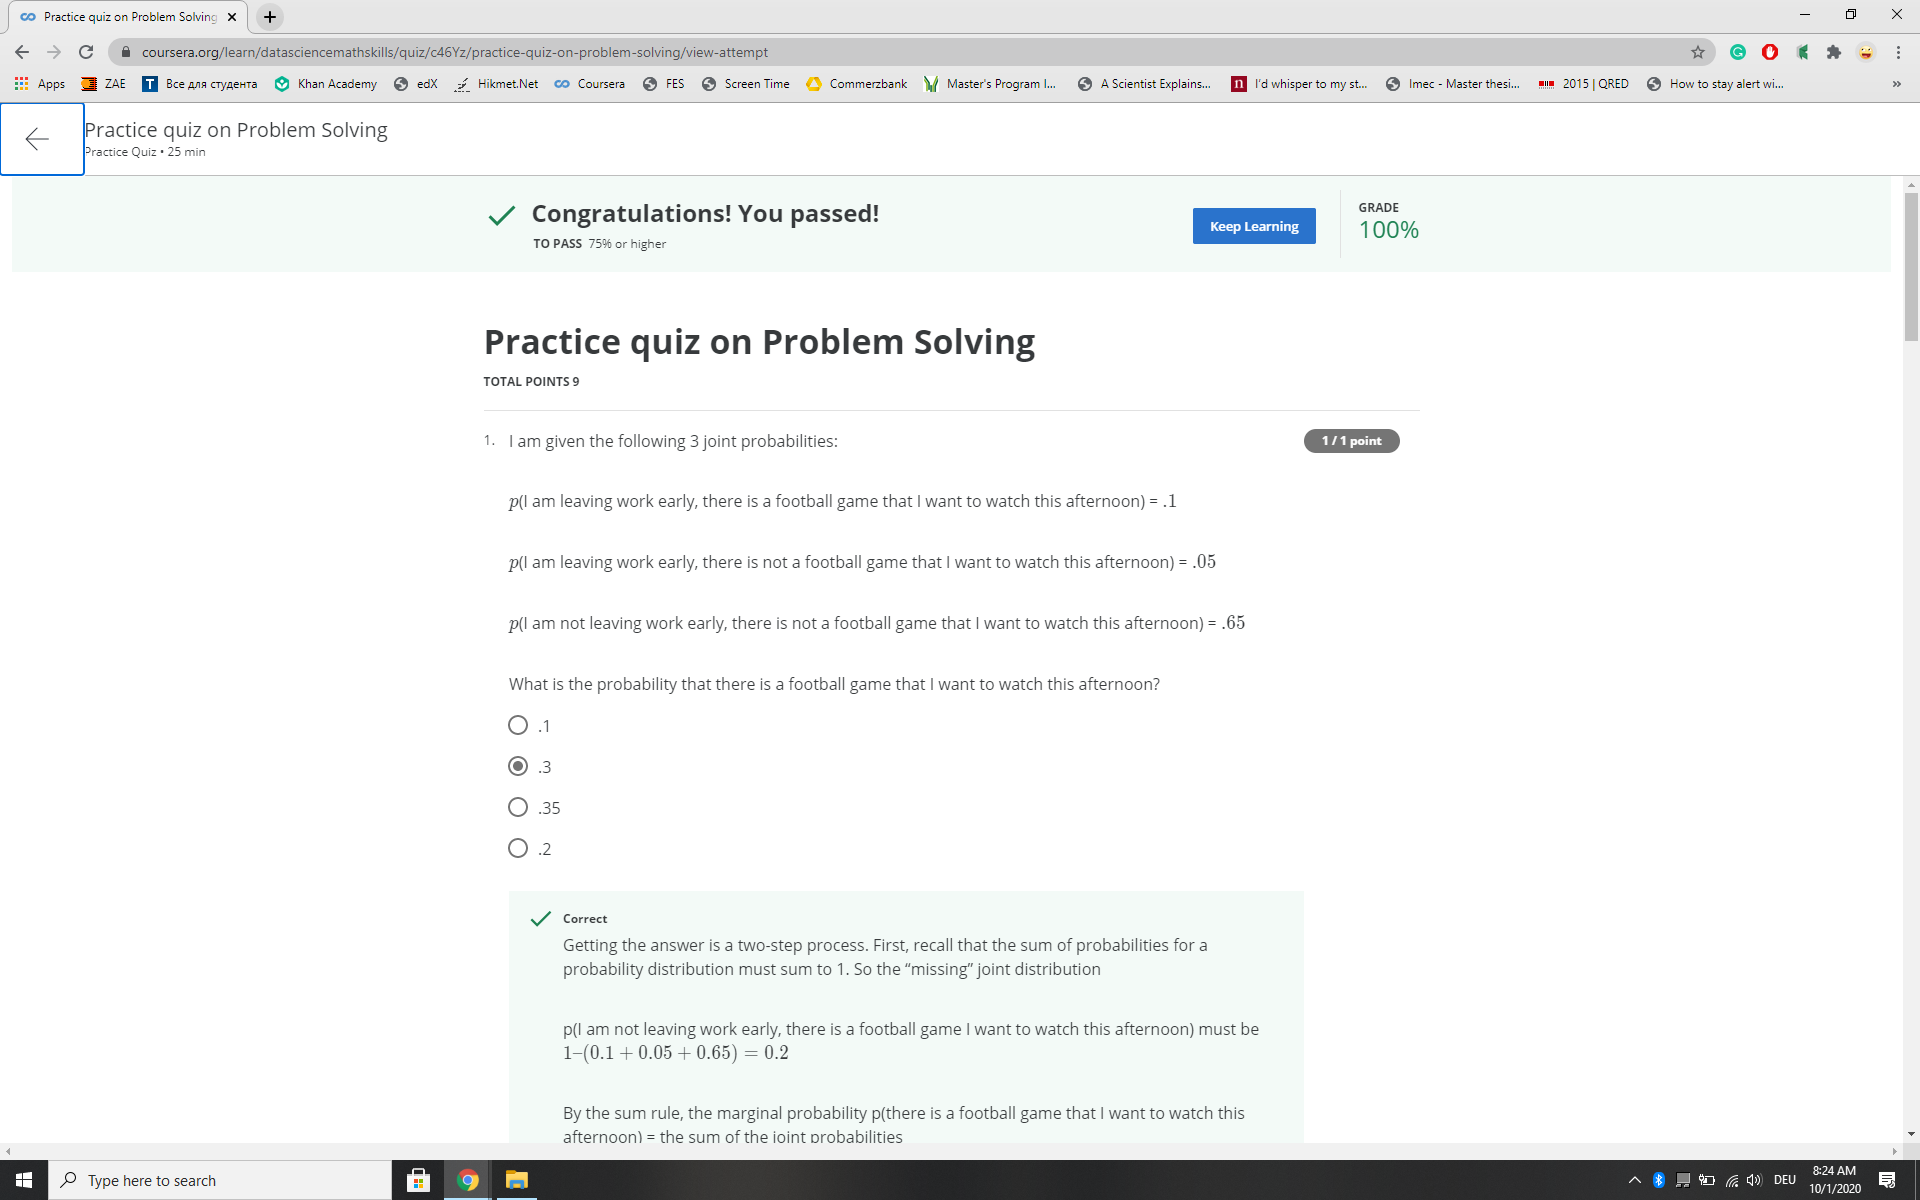 Practice quiz on Problem Solving
coursera.org/learn/datasciencemathskills/quiz/c46Yz/practice-quiz-on-problem-solving/view-attempt
Apps ZAE Все для студента Khan Academy edX Hikmet.Net Coursera FES Screen Time Commerzbank Master's Program I... A Scientist Explains... I'd whisper to my st... Imec - Master thesi... 2015 | QRED How to stay alert wi... »
Practice quiz on Problem Solving
Practice Quiz • 25 min
Congratulations! You passed!
TO PASS 75% or higher
Keep Learning
GRADE
100%
Practice quiz on Problem Solving
TOTAL POINTS 9
1. I am given the following 3 joint probabilities:
1 / 1 point
p(I am leaving work early, there is a football game that I want to watch this afternoon) = .1
p(I am leaving work early, there is not a football game that I want to watch this afternoon) = .05
p(I am not leaving work early, there is not a football game that I want to watch this afternoon) = .65
What is the probability that there is a football game that I want to watch this afternoon?
.1
.3
.35
.2
Correct
Getting the answer is a two-step process. First, recall that the sum of probabilities for a
probability distribution must sum to 1. So the “missing” joint distribution
p(I am not leaving work early, there is a football game I want to watch this afternoon) must be
1–(0.1 + 0.05 + 0.65) = 0.2
By the sum rule, the marginal probability p(there is a football game that I want to watch this
afternoon) = the sum of the joint probabilities
Type here to search
DEU
8:24 AM
10/1/2020